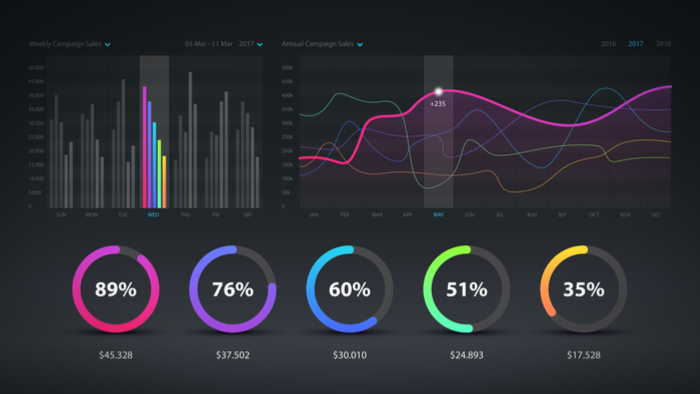 Weekly Campaign Sales
05 Mar - 11 Mar 2017
Annual Campaign Sales
2016 2017 2018
50.000
45.000
40.000
35.000
30.000
25.000
20.000
15.000
10.000
5.000
0
SUN MON TUE WED THU FRI SAT
500k
450k
400k
350k
300k
250k
200k
150k
100k
50k
0
+235
JAN FEB MAR APR MAY JUN JUL AUG SEP OCT NOV DEC
89% 76% 60% 51% 35%
$45.328 $37.502 $30.010 $24.893 $17.528